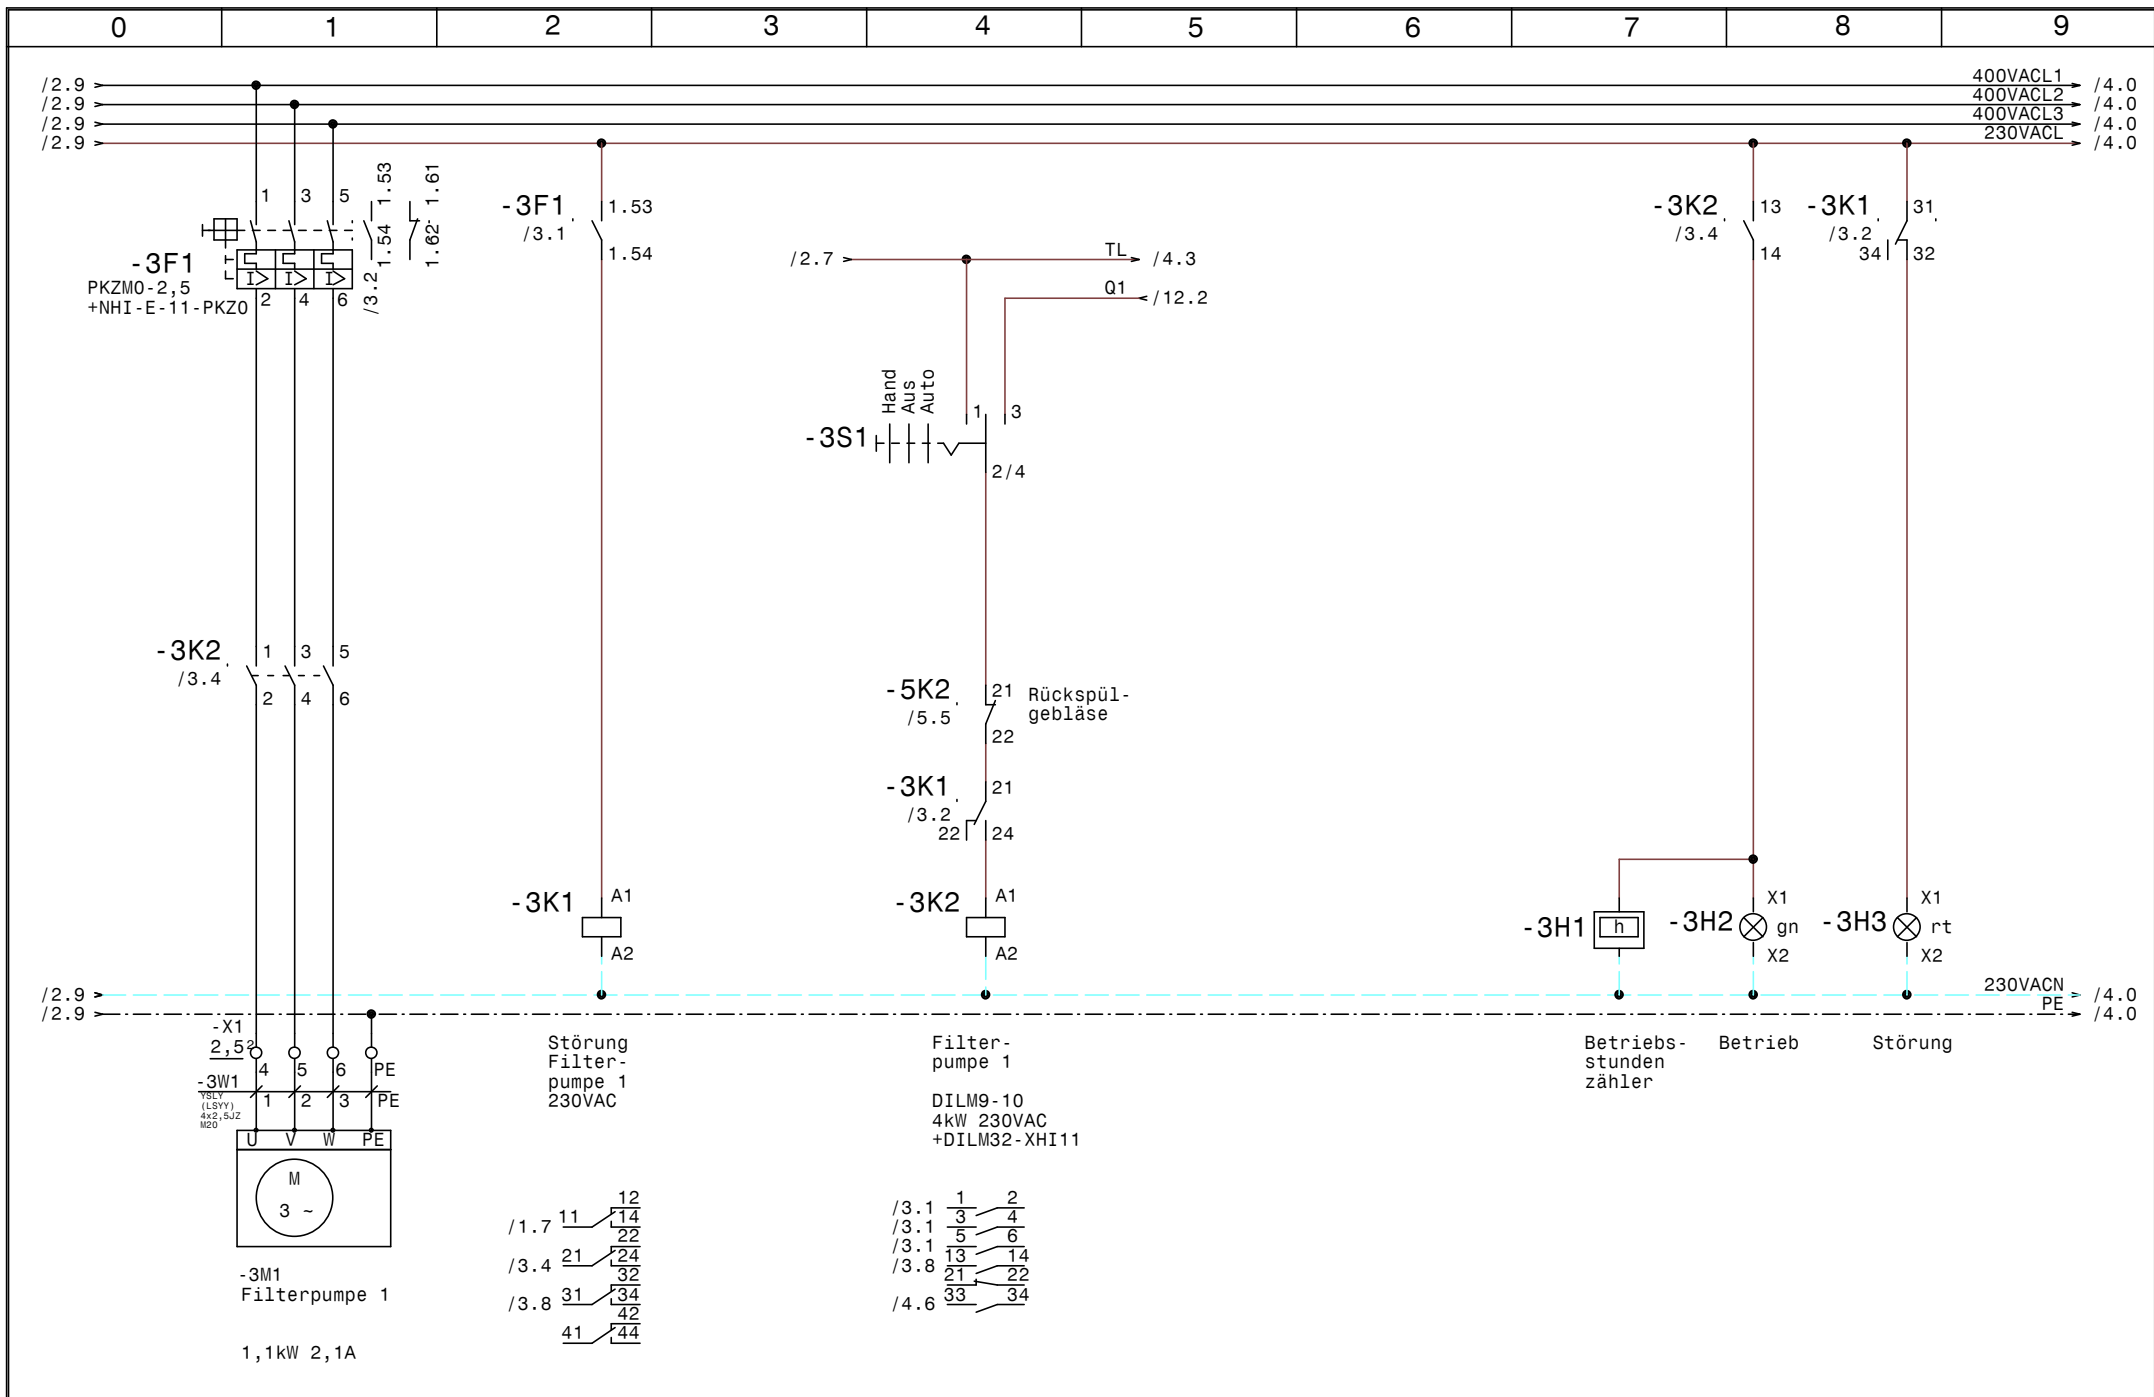 0 1 2 3 4 5 6 7 8 9
/2.9 400VACL1 /4.0
/2.9 400VACL2 /4.0
/2.9 400VACL3 /4.0
/2.9 230VACL /4.0
1 3 5 1.53 1.61
1.54 1.62
-3F1
PKZM0-2,5
+NHI-E-11-PKZ0
2 4 6 /3.2
-3F1 1.53
/3.1
1.54
/2.7 TL /4.3
Q1 /12.2
-3K2 13
/3.4
14
-3K1 31
/3.2
34 32
Hand
Aus
Auto
1 3
-3S1
2/4
-3K2 1 3 5
/3.4
2 4 6
-5K2 21 Rückspül-
/5.5 gebläse
22
-3K1 21
/3.2
22 24
-3K1 A1
A2
-3K2 A1
A2
-3H1 h
-3H2 X1
gn
X2
-3H3 X1
rt
X2
/2.9 230VACN /4.0
/2.9 PE /4.0
-X1
2,5²
4 5 6 PE
-3W1
YSLY
(LSYY)
4x2,5JZ
M20
1 2 3 PE
U V W PE
M
3 ~
-3M1
Filterpumpe 1
1,1kW 2,1A
Störung
Filter-
pumpe 1
230VAC
Filter-
pumpe 1
DILM9-10
4kW 230VAC
+DILM32-XHI11
Betriebs-
stunden
zähler
Betrieb
Störung
12
/1.7 11 14
22
/3.4 21 24
32
/3.8 31 34
42
41 44
/3.1 1 2
/3.1 3 4
/3.1 5 6
/3.8 13 14
21 22
/4.6 33 34